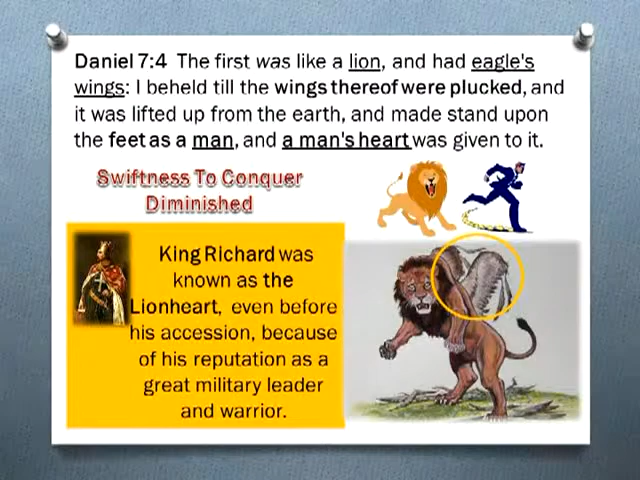 Daniel 7:4 The first was like a lion, and had eagle's
wings: I beheld till the wings thereof were plucked, and
it was lifted up from the earth, and made stand upon
the feet as a man, and a man's heart was given to it.
Swiftness To Conquer
Diminished
King Richard was
known as the
Lionheart, even before
his accession, because
of his reputation as a
great military leader
and warrior.